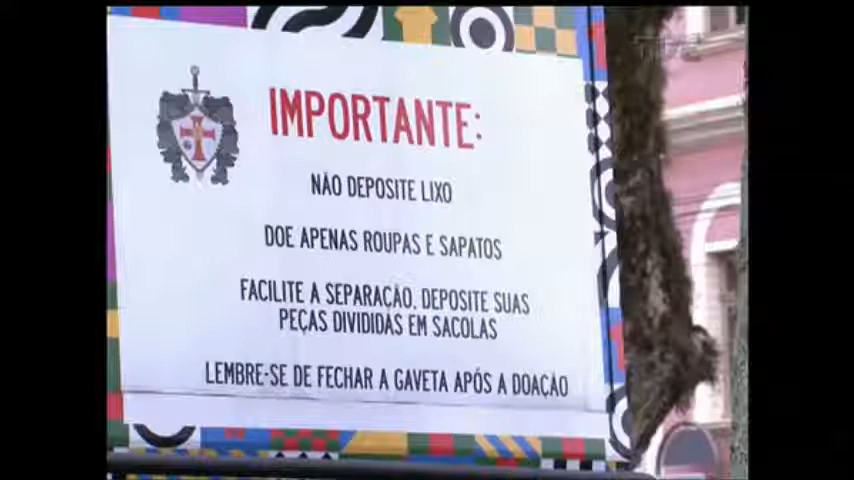 IMPORTANTE:
NÃO DEPOSITE LIXO
DOE APENAS ROUPAS E SAPATOS
FACILITE A SEPARAÇÃO. DEPOSITE SUAS
PEÇAS DIVIDIDAS EM SACOLAS
LEMBRE-SE DE FECHAR A GAVETA APÓS A DOAÇÃO